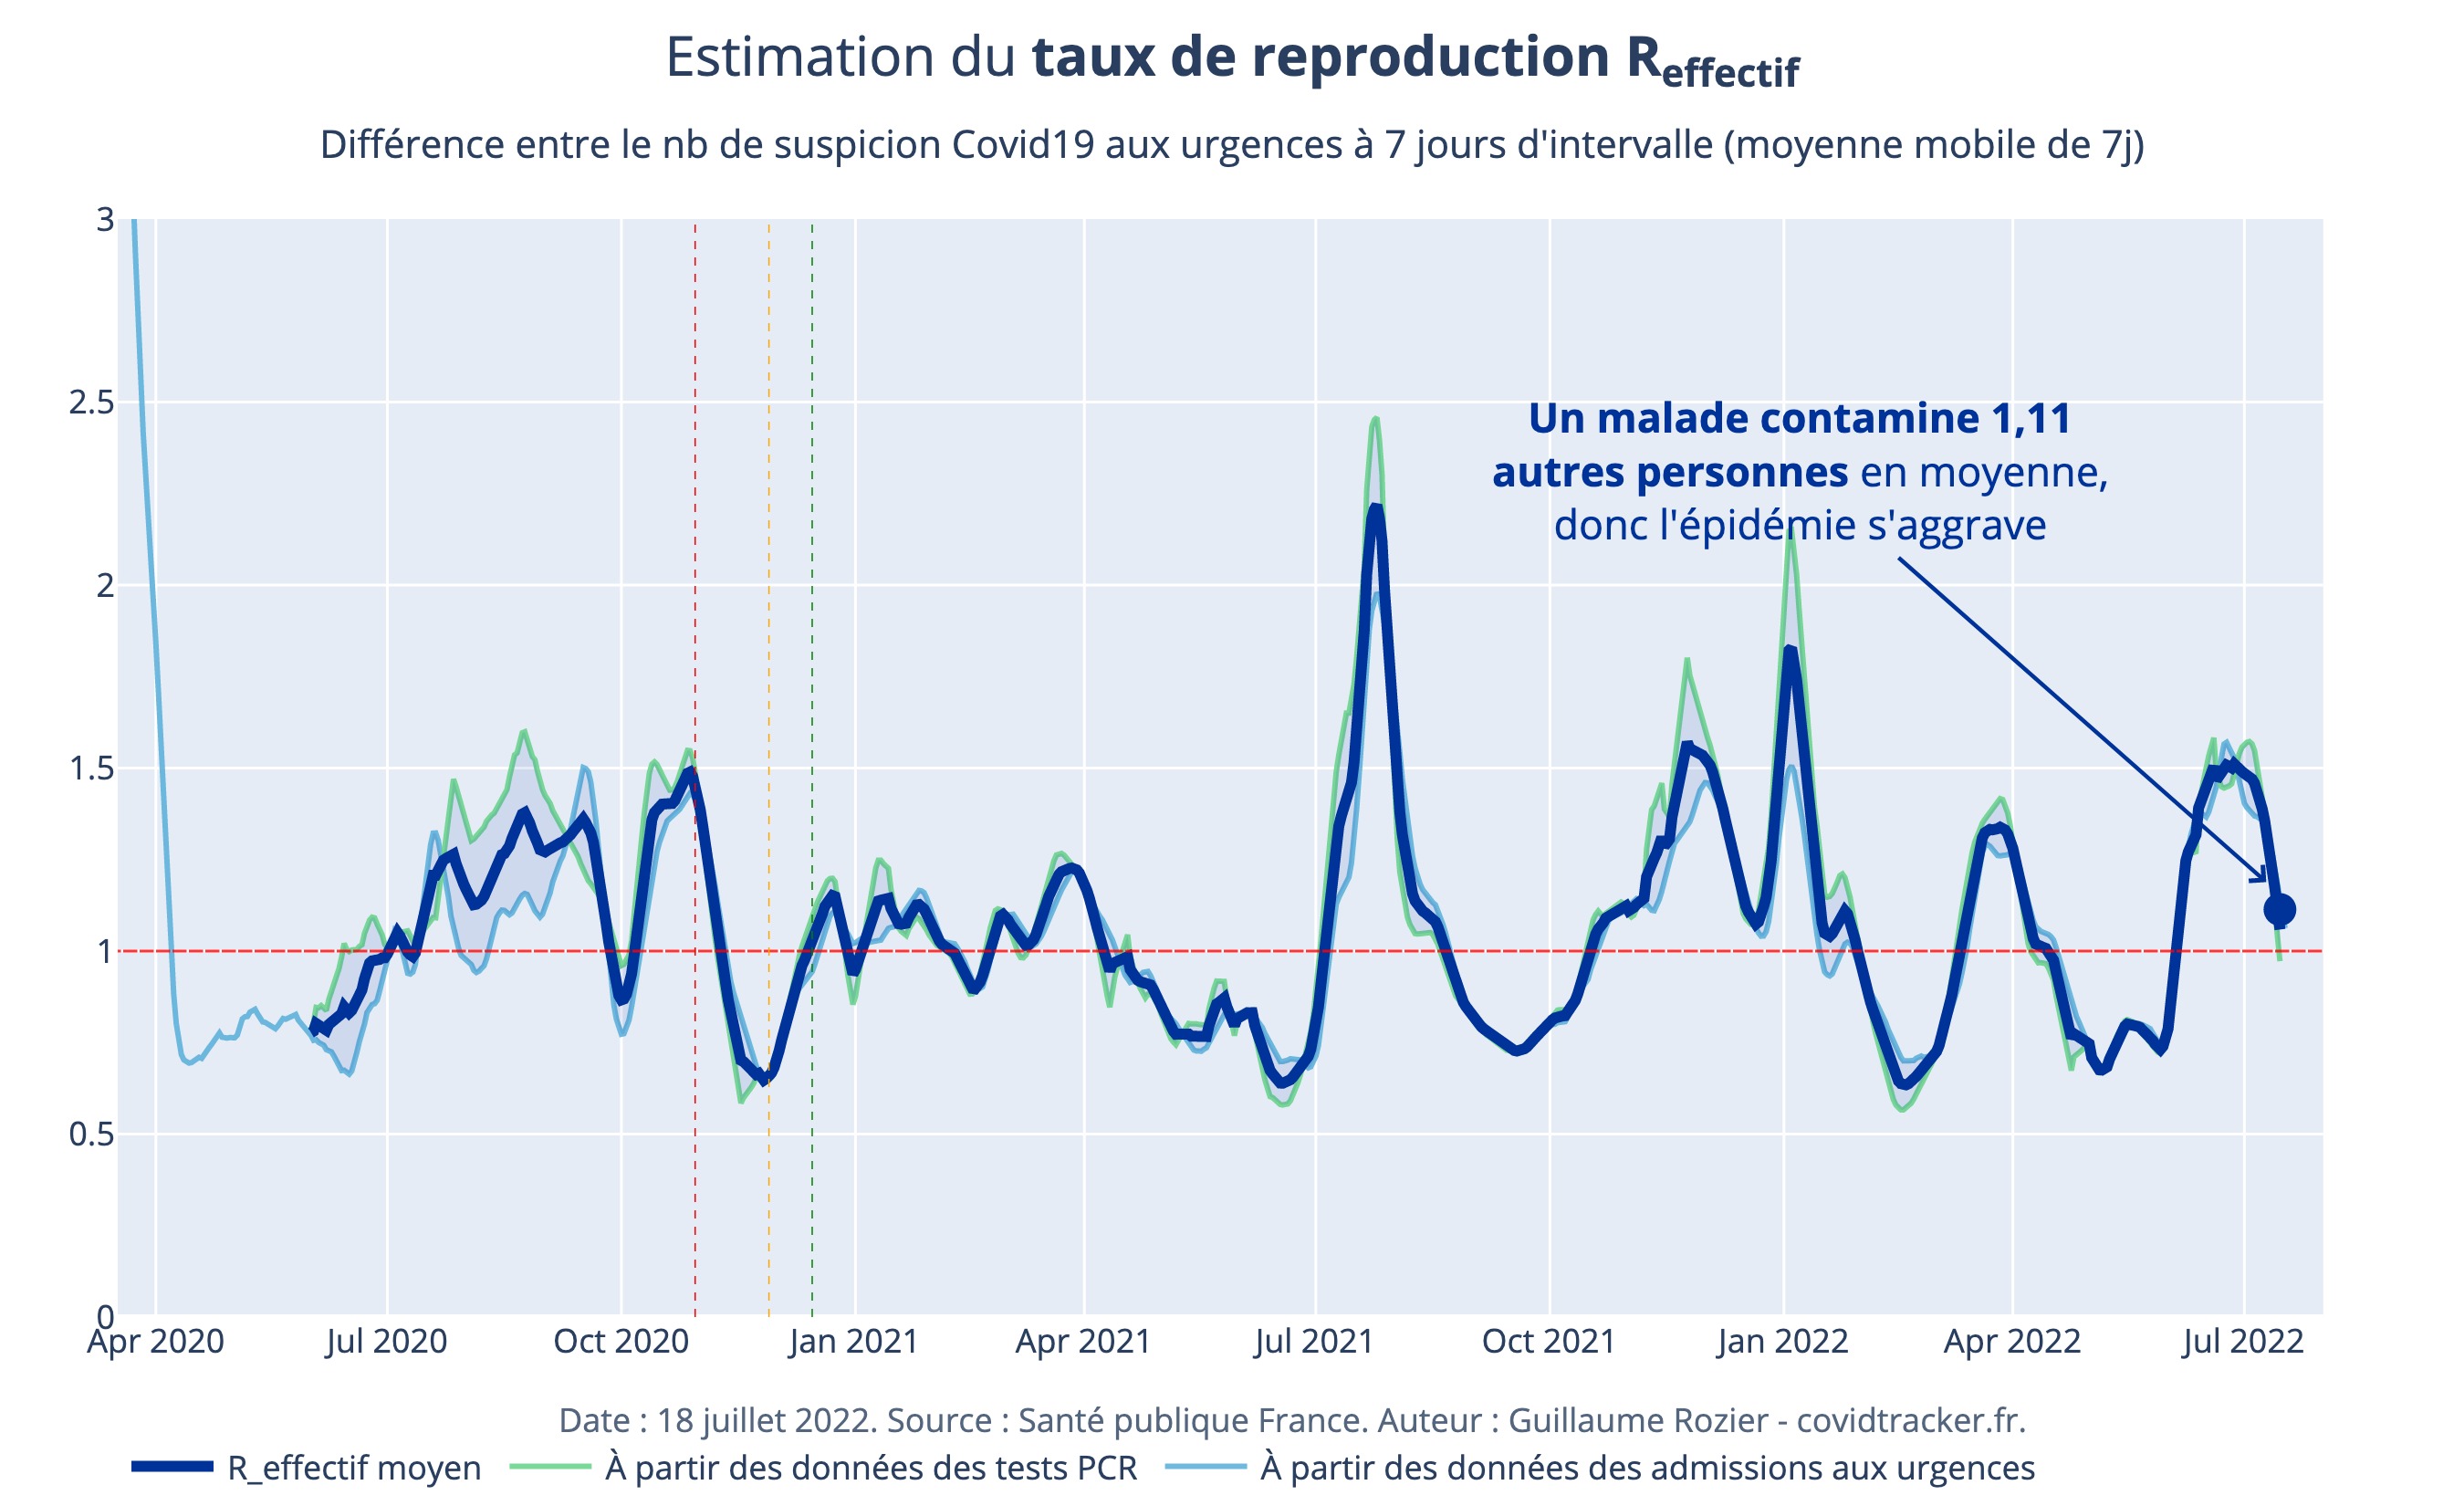 Estimation du taux de reproduction Reffectif
Différence entre le nb de suspicion Covid19 aux urgences à 7 jours d'intervalle (moyenne mobile de 7j)
3
2.5
2
1.5
1
0.5
0
Un malade contamine 1,11
autres personnes en moyenne,
donc l'épidémie s'aggrave
Apr 2020 Jul 2020 Oct 2020 Jan 2021 Apr 2021 Jul 2021 Oct 2021 Jan 2022 Apr 2022 Jul 2022
Date : 18 juillet 2022. Source : Santé publique France. Auteur : Guillaume Rozier - covidtracker.fr.
R_effectif moyen À partir des données des tests PCR À partir des données des admissions aux urgences